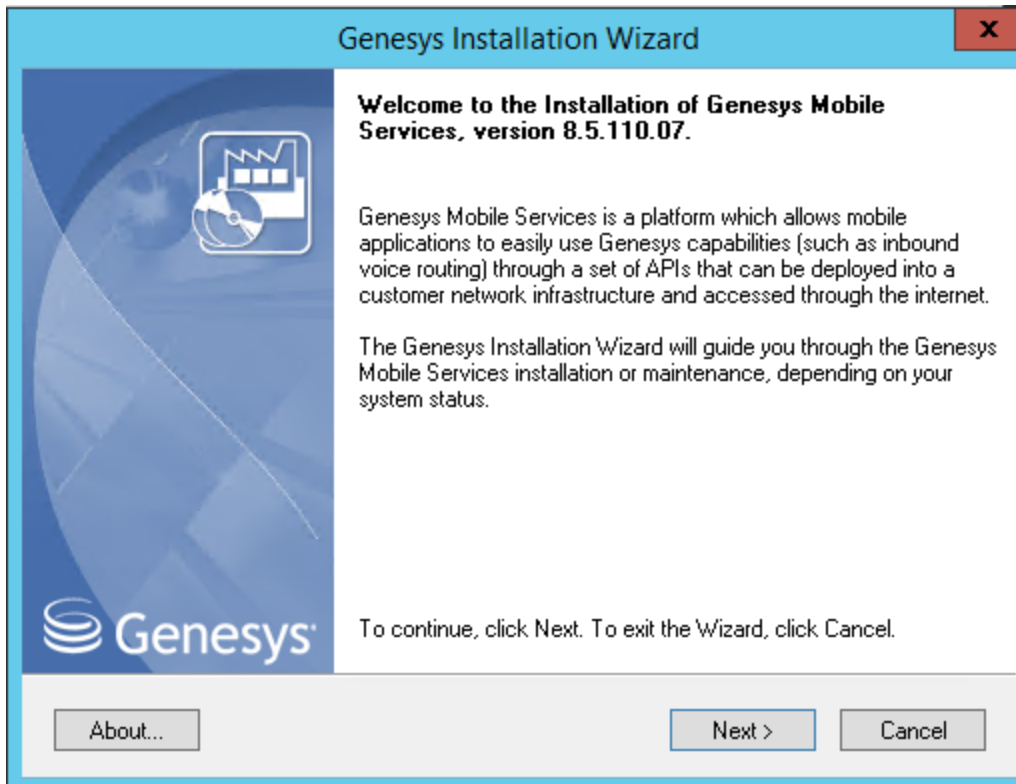 Genesys Installation Wizard
x
Welcome to the Installation of Genesys Mobile
Services, version 8.5.110.07.
Genesys Mobile Services is a platform which allows mobile
applications to easily use Genesys capabilities (such as inbound
voice routing) through a set of APIs that can be deployed into a
customer network infrastructure and accessed through the internet.
The Genesys Installation Wizard will guide you through the Genesys
Mobile Services installation or maintenance, depending on your
system status.
Genesys
To continue, click Next. To exit the Wizard, click Cancel.
About...
Next >
Cancel